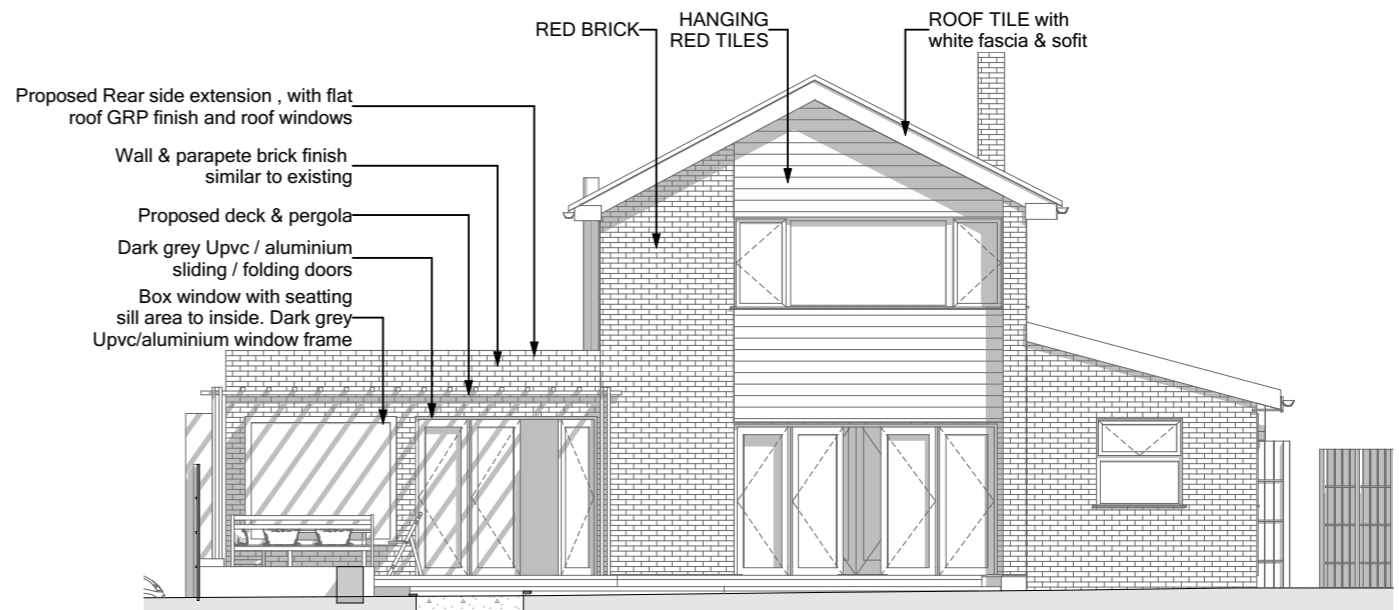 RED BRICK
HANGING
RED TILES
ROOF TILE with
white fascia & sofit
Proposed Rear side extension , with flat
roof GRP finish and roof windows
Wall & parapete brick finish
similar to existing
Proposed deck & pergola
Dark grey Upvc / aluminium
sliding / folding doors
Box window with seatting
sill area to inside. Dark grey
Upvc/aluminium window frame